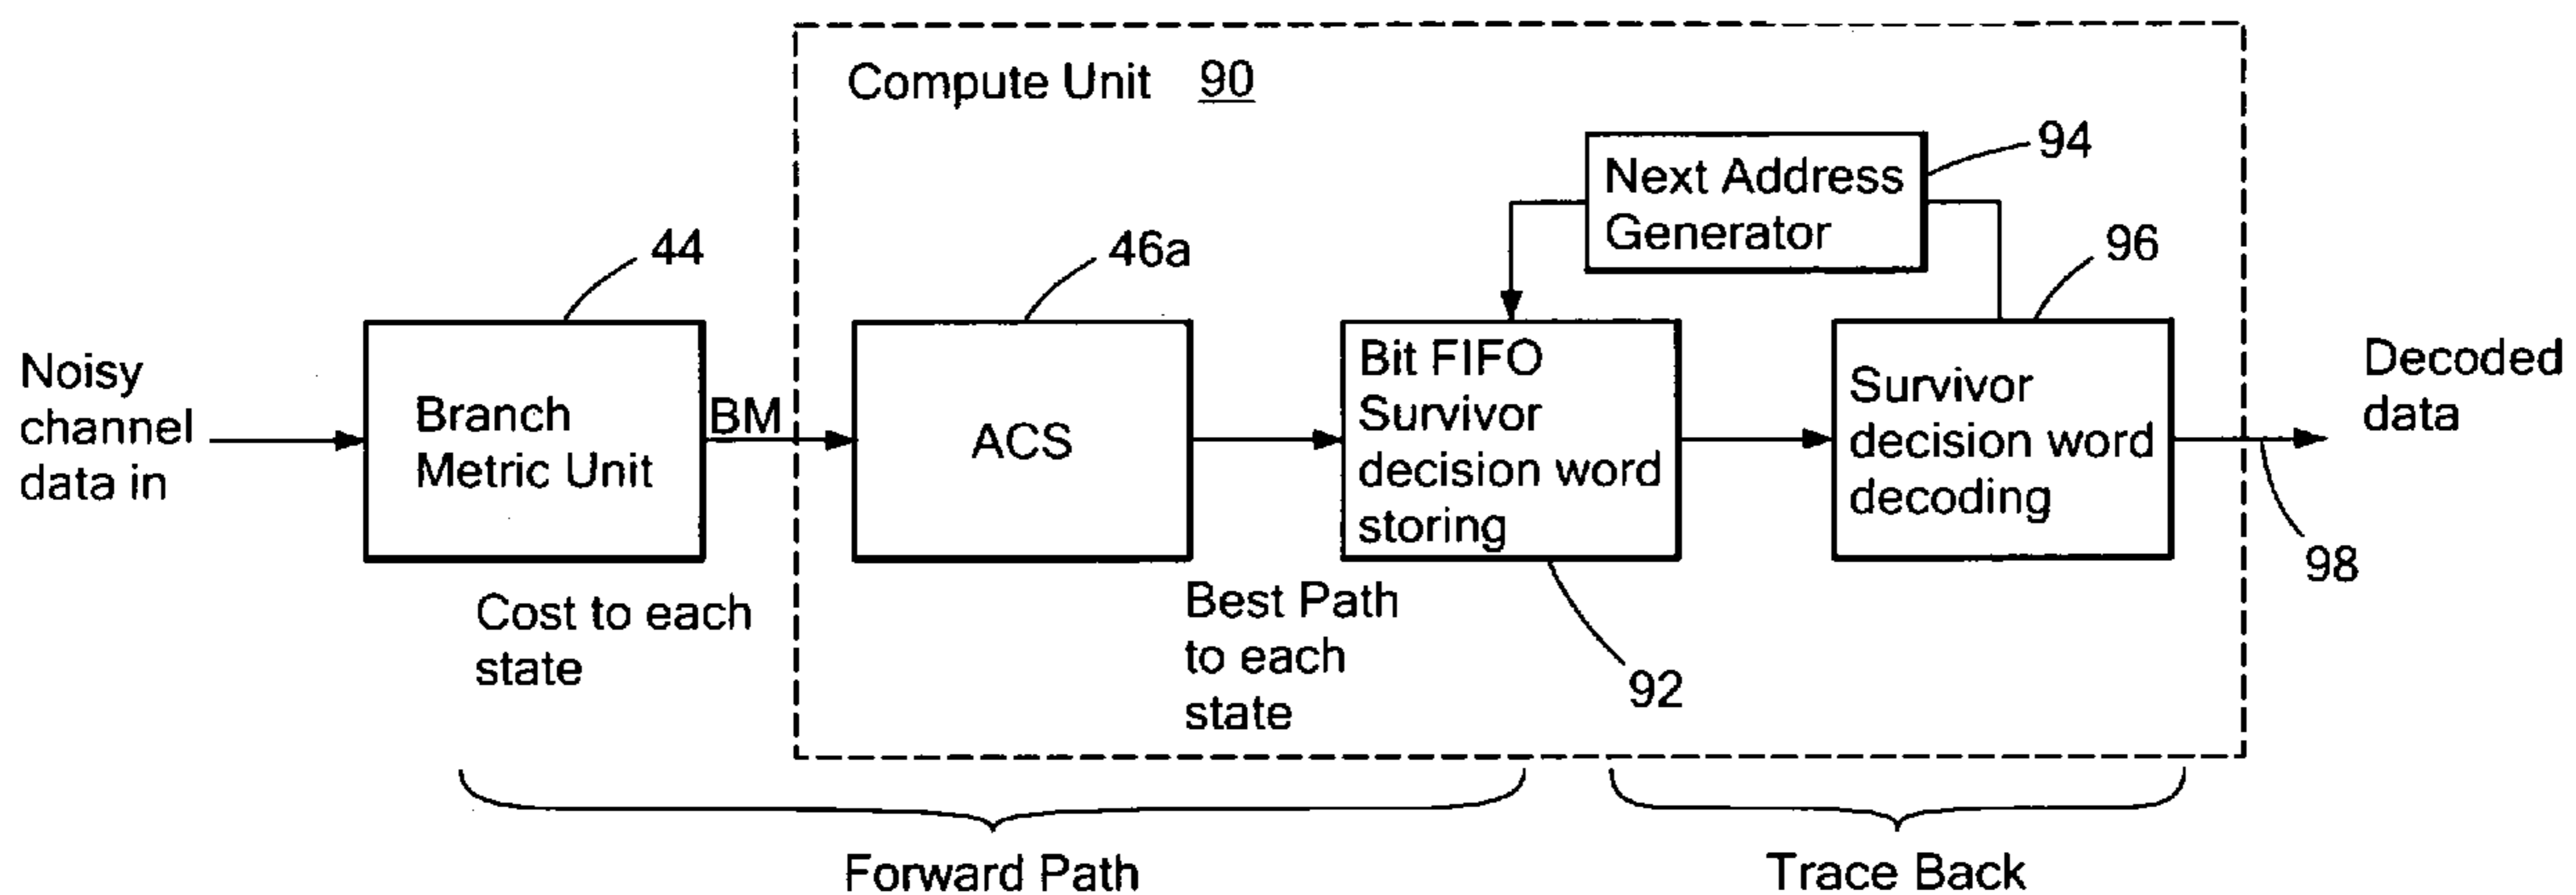 Compute Unit 90
94
Next Address
Generator
44
46a
96
Noisy
channel
data in
Branch
Metric Unit
BM
ACS
Bit FIFO
Survivor
decision word
storing
Survivor
decision word
decoding
Decoded
data
98
Cost to each
state
Best Path
to each
state
92
Forward Path
Trace Back